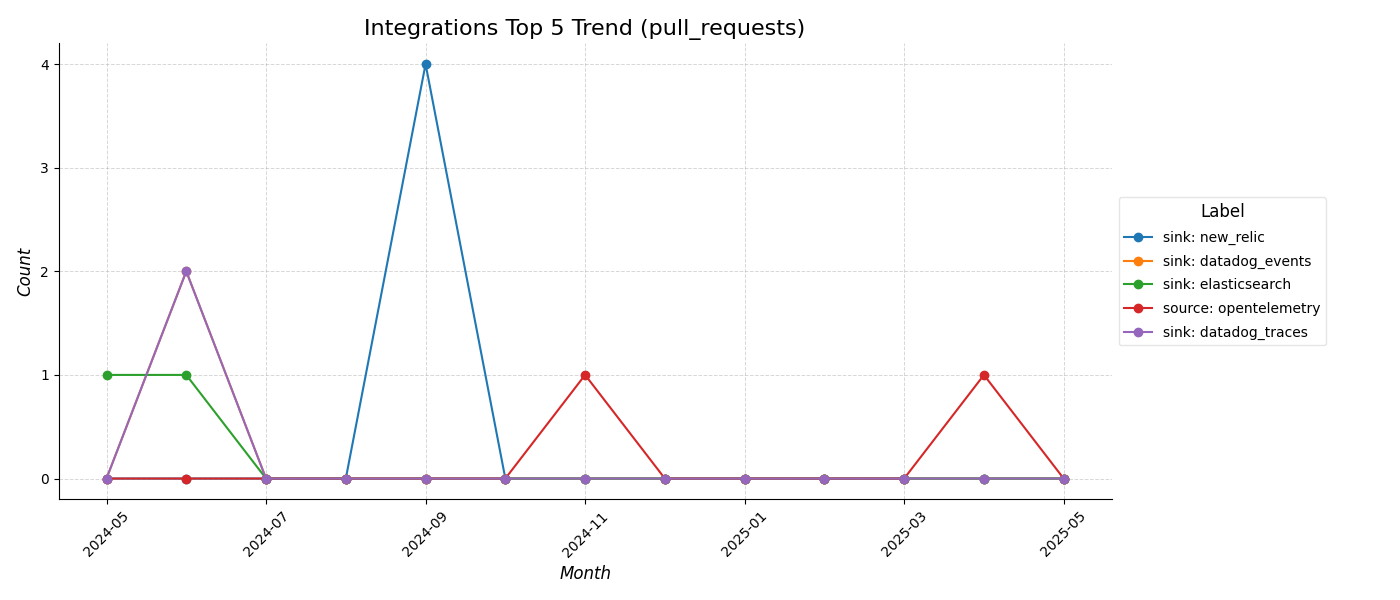 Integrations Top 5 Trend (pull_requests)
4
3
2
1
0
Count
2024-05
2024-07
2024-09
2024-11
2025-01
2025-03
2025-05
Month
Label
sink: new_relic
sink: datadog_events
sink: elasticsearch
source: opentelemetry
sink: datadog_traces